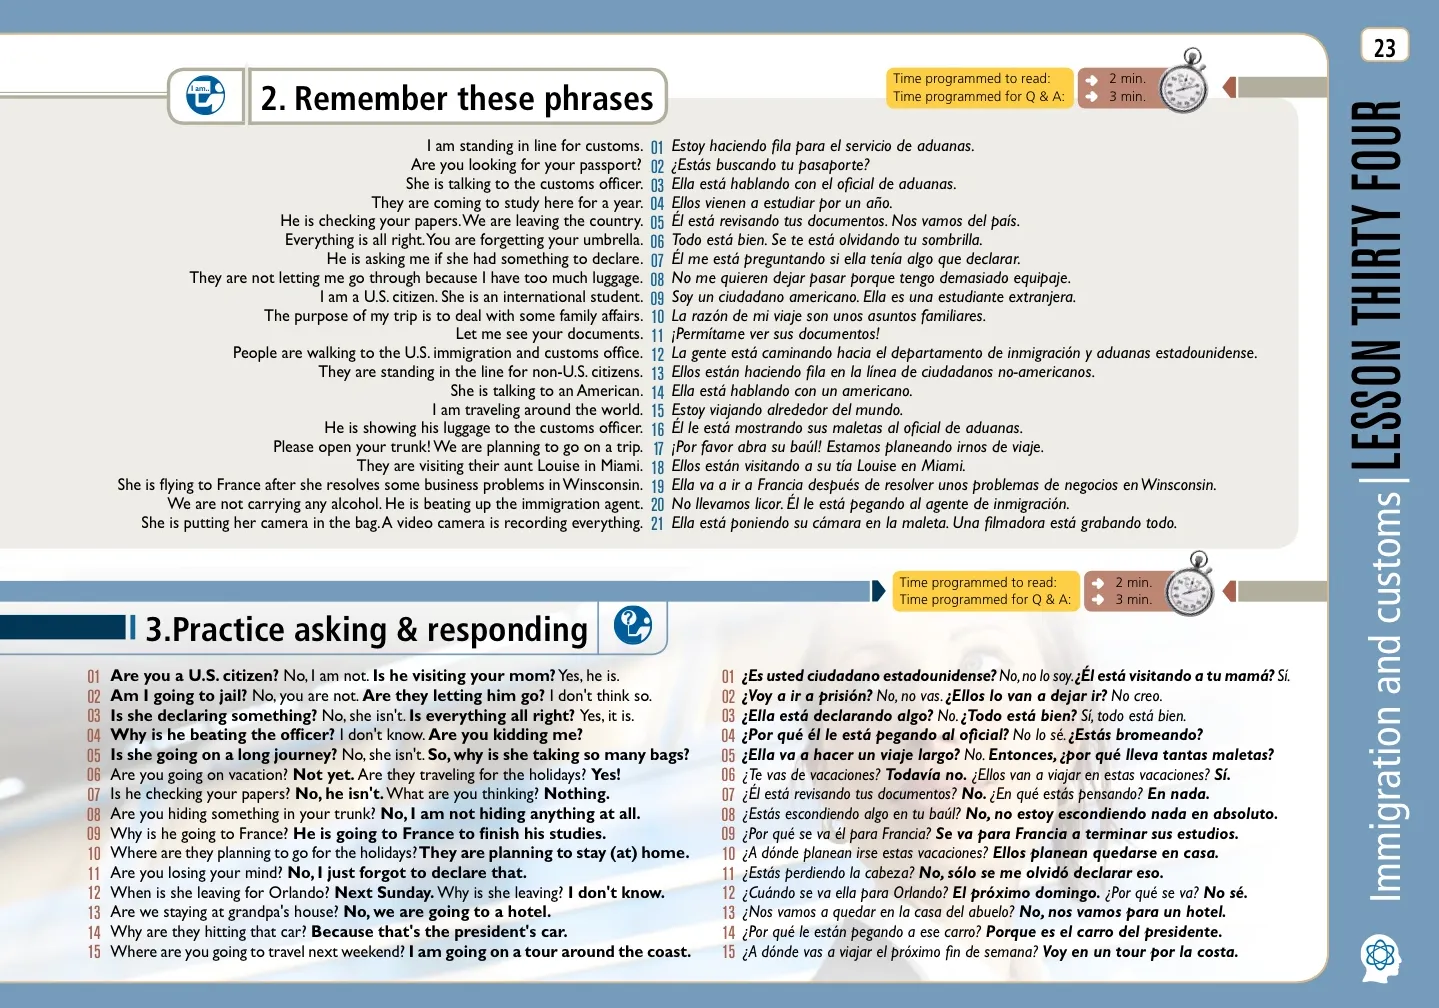 23
I am...
2. Remember these phrases
Time programmed to read: 2 min.
Time programmed for Q & A: 3 min.
I am standing in line for customs. 01 Estoy haciendo fila para el servicio de aduanas.
Are you looking for your passport? 02 ¿Estás buscando tu pasaporte?
She is talking to the customs officer. 03 Ella está hablando con el oficial de aduanas.
They are coming to study here for a year. 04 Ellos vienen a estudiar por un año.
He is checking your papers. We are leaving the country. 05 Él está revisando tus documentos. Nos vamos del país.
Everything is all right. You are forgetting your umbrella. 06 Todo está bien. Se te está olvidando tu sombrilla.
He is asking me if she had something to declare. 07 Él me está preguntando si ella tenía algo que declarar.
They are not letting me go through because I have too much luggage. 08 No me quieren dejar pasar porque tengo demasiado equipaje.
I am a U.S. citizen. She is an international student. 09 Soy un ciudadano americano. Ella es una estudiante extranjera.
The purpose of my trip is to deal with some family affairs. 10 La razón de mi viaje son unos asuntos familiares.
Let me see your documents. 11 ¡Permítame ver sus documentos!
People are walking to the U.S. immigration and customs office. 12 La gente está caminando hacia el departamento de inmigración y aduanas estadounidense.
They are standing in the line for non-U.S. citizens. 13 Ellos están haciendo fila en la línea de ciudadanos no-americanos.
She is talking to an American. 14 Ella está hablando con un americano.
I am traveling around the world. 15 Estoy viajando alrededor del mundo.
He is showing his luggage to the customs officer. 16 Él le está mostrando sus maletas al oficial de aduanas.
Please open your trunk! We are planning to go on a trip. 17 ¡Por favor abra su baúl! Estamos planeando irnos de viaje.
They are visiting their aunt Louise in Miami. 18 Ellos están visitando a su tía Louise en Miami.
She is flying to France after she resolves some business problems in Winsconsin. 19 Ella va a ir a Francia después de resolver unos problemas de negocios en Winsconsin.
We are not carrying any alcohol. He is beating up the immigration agent. 20 No llevamos licor. Él le está pegando al agente de inmigración.
She is putting her camera in the bag. A video camera is recording everything. 21 Ella está poniendo su cámara en la maleta. Una filmadora está grabando todo.
Time programmed to read: 2 min.
Time programmed for Q & A: 3 min.
3.Practice asking & responding
01 Are you a U.S. citizen? No, I am not. Is he visiting your mom? Yes, he is.
02 Am I going to jail? No, you are not. Are they letting him go? I don't think so.
03 Is she declaring something? No, she isn't. Is everything all right? Yes, it is.
04 Why is he beating the officer? I don't know. Are you kidding me?
05 Is she going on a long journey? No, she isn't. So, why is she taking so many bags?
06 Are you going on vacation? Not yet. Are they traveling for the holidays? Yes!
07 Is he checking your papers? No, he isn't. What are you thinking? Nothing.
08 Are you hiding something in your trunk? No, I am not hiding anything at all.
09 Why is he going to France? He is going to France to finish his studies.
10 Where are they planning to go for the holidays? They are planning to stay (at) home.
11 Are you losing your mind? No, I just forgot to declare that.
12 When is she leaving for Orlando? Next Sunday. Why is she leaving? I don't know.
13 Are we staying at grandpa's house? No, we are going to a hotel.
14 Why are they hitting that car? Because that's the president's car.
15 Where are you going to travel next weekend? I am going on a tour around the coast.
01 ¿Es usted ciudadano estadounidense? No, no lo soy. ¿Él está visitando a tu mamá? Sí.
02 ¿Voy a ir a prisión? No, no vas. ¿Ellos lo van a dejar ir? No creo.
03 ¿Ella está declarando algo? No. ¿Todo está bien? Sí, todo está bien.
04 ¿Por qué él le está pegando al oficial? No lo sé. ¿Estás bromeando?
05 ¿Ella va a hacer un viaje largo? No. Entonces, ¿por qué lleva tantas maletas?
06 ¿Te vas de vacaciones? Todavía no. ¿Ellos van a viajar en estas vacaciones? Sí.
07 ¿Él está revisando tus documentos? No. ¿En qué estás pensando? En nada.
08 ¿Estás escondiendo algo en tu baúl? No, no estoy escondiendo nada en absoluto.
09 ¿Por qué se va él para Francia? Se va para Francia a terminar sus estudios.
10 ¿A dónde planean irse estas vacaciones? Ellos planean quedarse en casa.
11 ¿Estás perdiendo la cabeza? No, sólo se me olvidó declarar eso.
12 ¿Cuándo se va ella para Orlando? El próximo domingo. ¿Por qué se va? No sé.
13 ¿Nos vamos a quedar en la casa del abuelo? No, nos vamos para un hotel.
14 ¿Por qué le están pegando a ese carro? Porque es el carro del presidente.
15 ¿A dónde vas a viajar el próximo fin de semana? Voy en un tour por la costa.
Immigration and customs | LESSON THIRTY FOUR